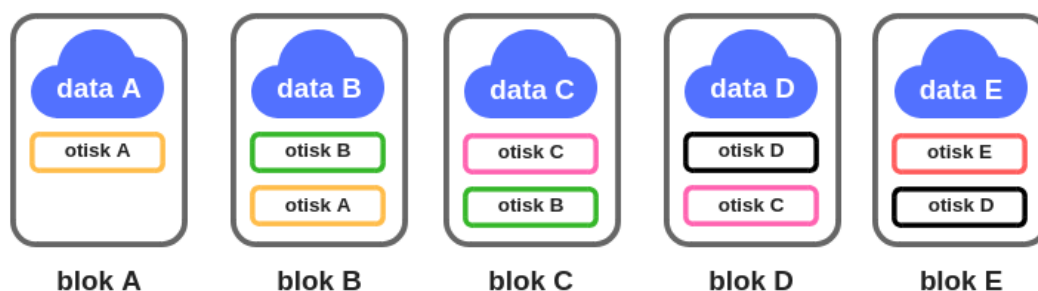 data A
otisk A
blok A
data B
otisk B
otisk A
blok B
data C
otisk C
otisk B
blok C
data D
otisk D
otisk C
blok D
data E
otisk E
otisk D
blok E